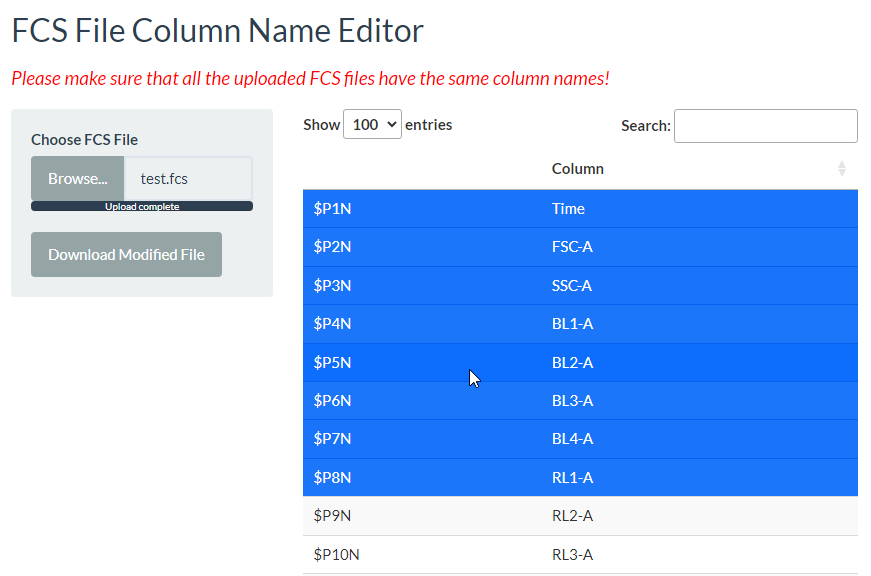 FCS File Column Name Editor
Please make sure that all the uploaded FCS files have the same column names!
Choose FCS File
Browse... test.fcs
Upload complete
Download Modified File
Show 100 entries Search:
Column
$P1N Time
$P2N FSC-A
$P3N SSC-A
$P4N BL1-A
$P5N BL2-A
$P6N BL3-A
$P7N BL4-A
$P8N RL1-A
$P9N RL2-A
$P10N RL3-A